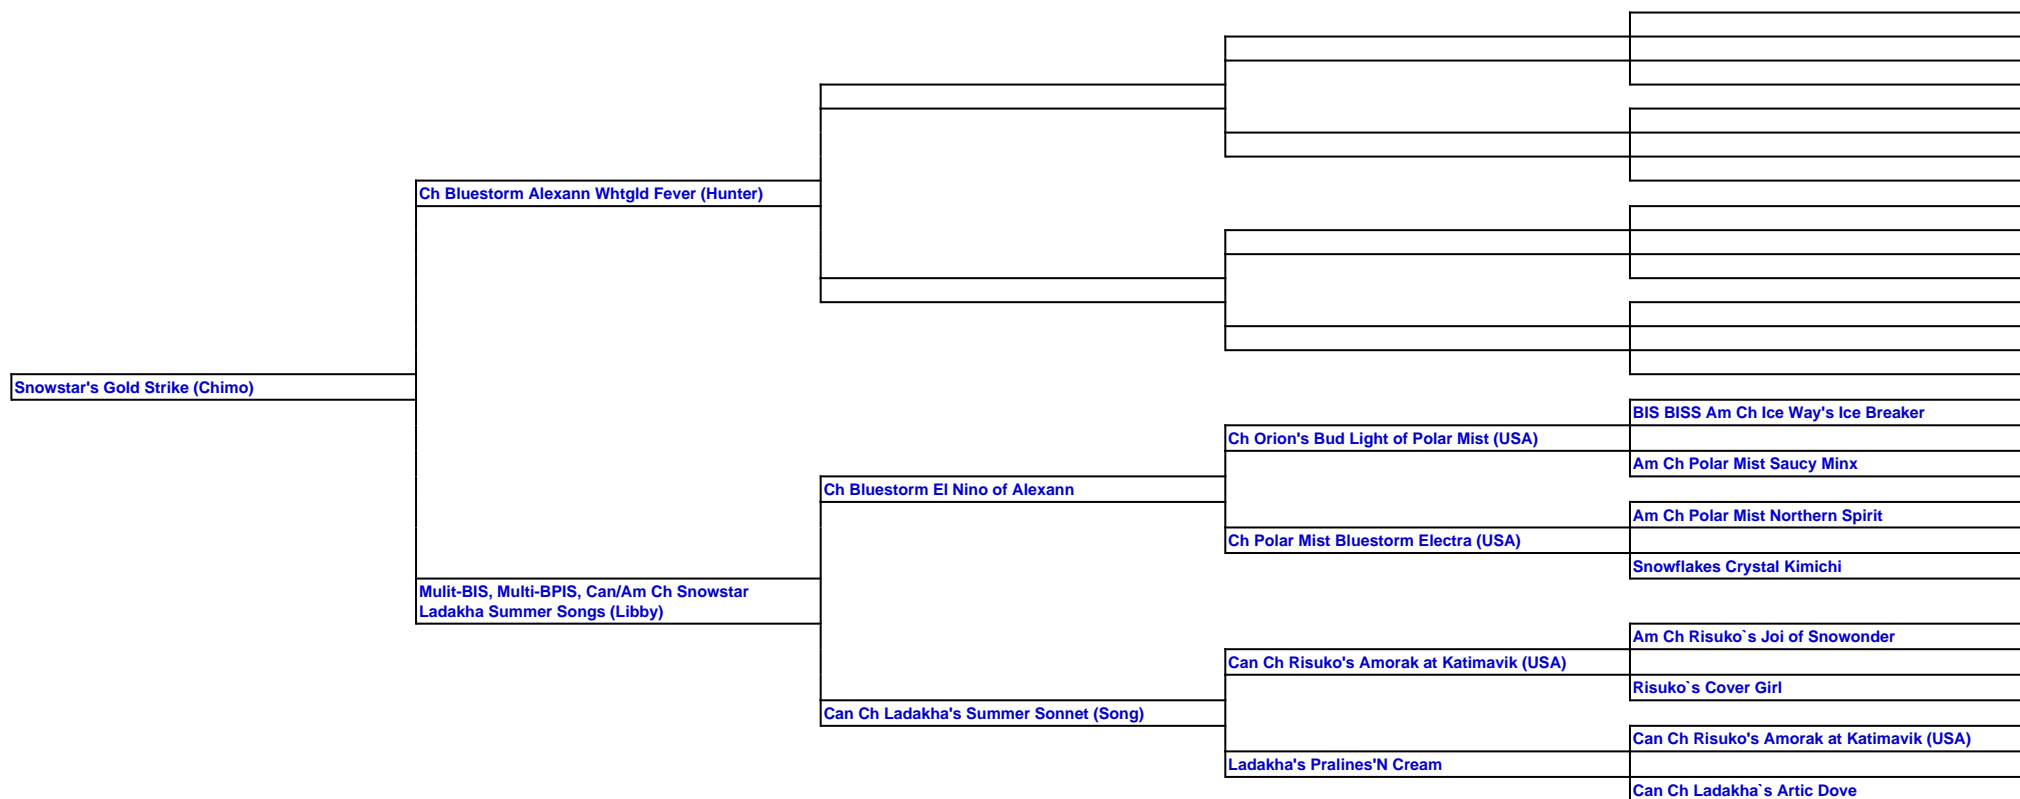 Ch Bluestorm Alexann Whtgld Fever (Hunter)
Snowstar's Gold Strike (Chimo)
BIS BISS Am Ch Ice Way's Ice Breaker
Ch Orion's Bud Light of Polar Mist (USA)
Am Ch Polar Mist Saucy Minx
Ch Bluestorm El Nino of Alexann
Am Ch Polar Mist Northern Spirit
Ch Polar Mist Bluestorm Electra (USA)
Snowflakes Crystal Kimichi
Mulit-BIS, Multi-BPIS, Can/Am Ch Snowstar
Ladakha Summer Songs (Libby)
Am Ch Risuko`s Joi of Snowonder
Can Ch Risuko's Amorak at Katimavik (USA)
Risuko`s Cover Girl
Can Ch Ladakha's Summer Sonnet (Song)
Can Ch Risuko's Amorak at Katimavik (USA)
Ladakha's Pralines'N Cream
Can Ch Ladakha`s Artic Dove